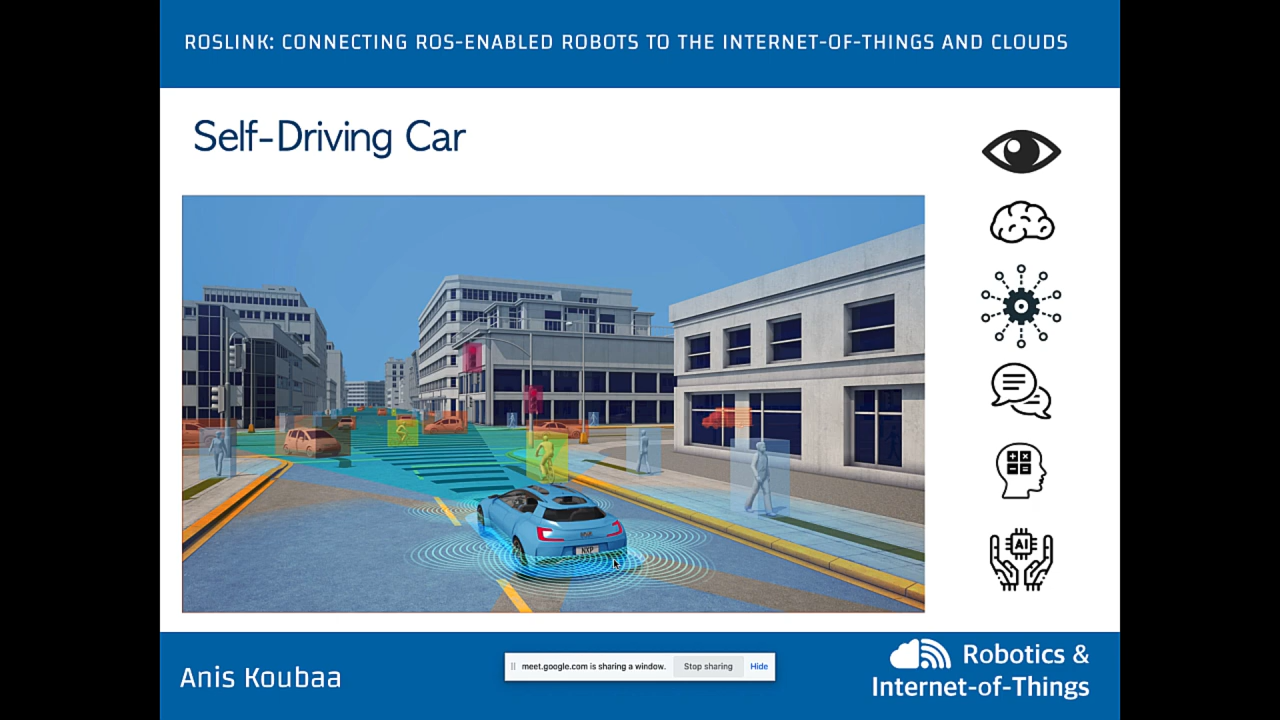 ROSLINK: CONNECTING ROS-ENABLED ROBOTS TO THE INTERNET-OF-THINGS AND CLOUDS
Self-Driving Car
NXP
AI
Anis Koubaa
meet.google.com is sharing a window. Stop sharing Hide
Robotics &
Internet-of-Things